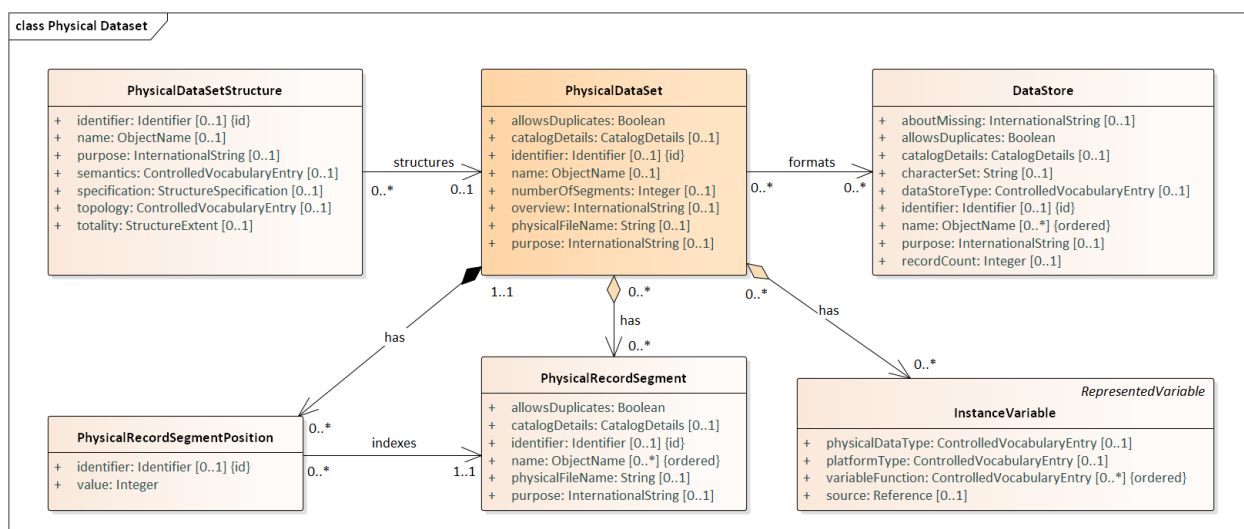 class Physical Dataset
PhysicalDataSetStructure
+ identifier: Identifier [0..1] {id}
+ name: ObjectName [0..1]
+ purpose: InternationalString [0..1]
+ semantics: ControlledVocabularyEntry [0..1]
+ specification: StructureSpecification [0..1]
+ topology: ControlledVocabularyEntry [0..1]
+ totality: StructureExtent [0..1]
structures
0..*
0..1
PhysicalDataSet
+ allowsDuplicates: Boolean
+ catalogDetails: CatalogDetails [0..1]
+ identifier: Identifier [0..1] {id}
+ name: ObjectName [0..1]
+ numberOfSegments: Integer [0..1]
+ overview: InternationalString [0..1]
+ physicalFileName: String [0..1]
+ purpose: InternationalString [0..1]
formats
0..*
0..*
DataStore
+ aboutMissing: InternationalString [0..1]
+ allowsDuplicates: Boolean
+ catalogDetails: CatalogDetails [0..1]
+ characterSet: String [0..1]
+ dataStoreType: ControlledVocabularyEntry [0..1]
+ identifier: Identifier [0..1] {id}
+ name: ObjectName [0..*] {ordered}
+ purpose: InternationalString [0..1]
+ recordCount: Integer [0..1]
1..1
has
0..*
0..*
has
0..*
0..*
has
0..*
PhysicalRecordSegmentPosition
+ identifier: Identifier [0..1] {id}
+ value: Integer
indexes
0..*
1..1
PhysicalRecordSegment
+ allowsDuplicates: Boolean
+ catalogDetails: CatalogDetails [0..1]
+ identifier: Identifier [0..1] {id}
+ name: ObjectName [0..*] {ordered}
+ physicalFileName: String [0..1]
+ purpose: InternationalString [0..1]
RepresentedVariable
InstanceVariable
+ physicalDataType: ControlledVocabularyEntry [0..1]
+ platformType: ControlledVocabularyEntry [0..1]
+ variableFunction: ControlledVocabularyEntry [0..*] {ordered}
+ source: Reference [0..1]